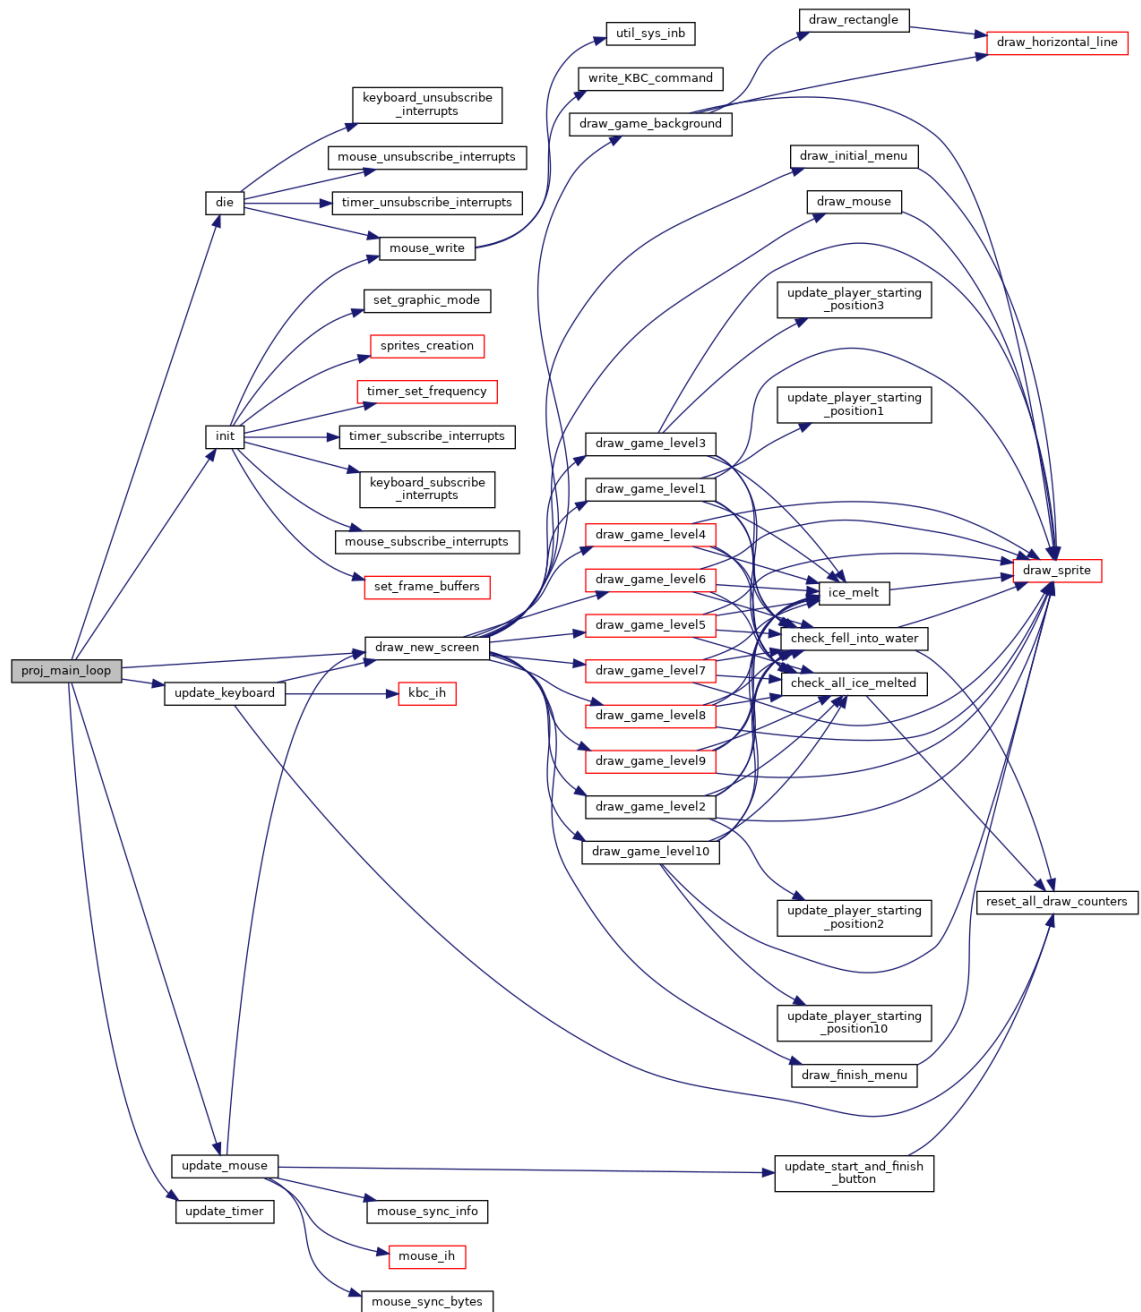 draw_rectangle
util_sys_inb
draw_horizontal_line
write_KBC_command
keyboard_unsubscribe
_interrupts
draw_game_background
mouse_unsubscribe_interrupts
draw_initial_menu
die
timer_unsubscribe_interrupts
draw_mouse
mouse_write
set_graphic_mode
update_player_starting
_position3
sprites_creation
timer_set_frequency
update_player_starting
_position1
init
timer_subscribe_interrupts
draw_game_level3
keyboard_subscribe
_interrupts
draw_game_level1
mouse_subscribe_interrupts
draw_game_level4
set_frame_buffers
draw_game_level6
draw_sprite
ice_melt
draw_game_level5
check_fell_into_water
draw_new_screen
proj_main_loop
draw_game_level7
check_all_ice_melted
update_keyboard
kbc_ih
draw_game_level8
draw_game_level9
draw_game_level2
draw_game_level10
reset_all_draw_counters
update_player_starting
_position2
update_player_starting
_position10
draw_finish_menu
update_mouse
update_start_and_finish
_button
update_timer
mouse_sync_info
mouse_ih
mouse_sync_bytes